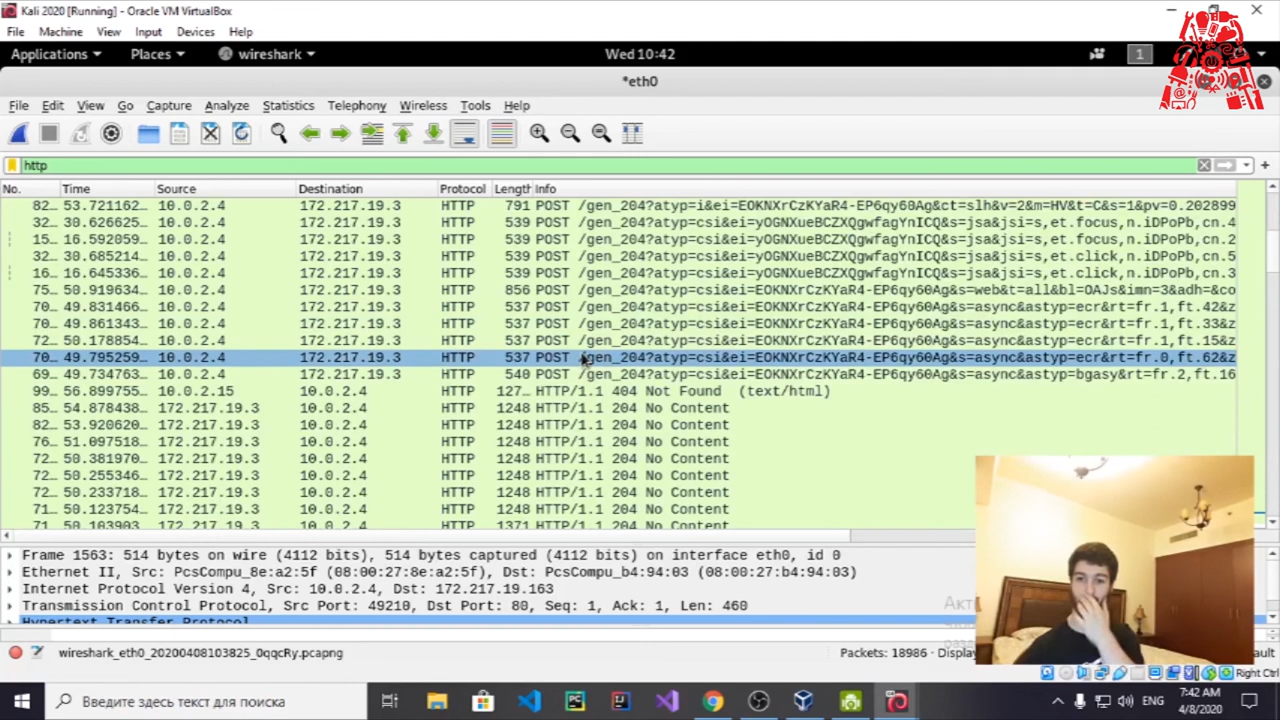 Kali 2020 [Running] - Oracle VM VirtualBox
File Machine View Input Devices Help
Applications Places wireshark Wed 10:42 1
*eth0
File Edit View Go Capture Analyze Statistics Telephony Wireless Tools Help
http
No. Time Source Destination Protocol Length Info
82… 53.721162… 10.0.2.4 172.217.19.3 HTTP 791 POST /gen_204?atyp=i&ei=EOKNXrCzKYaR4-EP6qy60Ag&ct=slh&v=2&m=HV&t=C&s=1&pv=0.202899
32… 30.626625… 10.0.2.4 172.217.19.3 HTTP 539 POST /gen_204?atyp=csi&ei=yOGNXueBCZXQgwfagYnICQ&s=jsa&jsi=s,et.focus,n.iDPoPb,cn.4
15… 16.592059… 10.0.2.4 172.217.19.3 HTTP 539 POST /gen_204?atyp=csi&ei=yOGNXueBCZXQgwfagYnICQ&s=jsa&jsi=s,et.focus,n.iDPoPb,cn.2
32… 30.685214… 10.0.2.4 172.217.19.3 HTTP 539 POST /gen_204?atyp=csi&ei=yOGNXueBCZXQgwfagYnICQ&s=jsa&jsi=s,et.click,n.iDPoPb,cn.5
16… 16.645336… 10.0.2.4 172.217.19.3 HTTP 539 POST /gen_204?atyp=csi&ei=yOGNXueBCZXQgwfagYnICQ&s=jsa&jsi=s,et.click,n.iDPoPb,cn.3
75… 50.919634… 10.0.2.4 172.217.19.3 HTTP 856 POST /gen_204?atyp=csi&ei=EOKNXrCzKYaR4-EP6qy60Ag&s=web&t=all&bl=OAJs&imn=3&adh=&co
70… 49.831466… 10.0.2.4 172.217.19.3 HTTP 537 POST /gen_204?atyp=csi&ei=EOKNXrCzKYaR4-EP6qy60Ag&s=async&astyp=ecr&rt=fr.1,ft.42&z
70… 49.861343… 10.0.2.4 172.217.19.3 HTTP 537 POST /gen_204?atyp=csi&ei=EOKNXrCzKYaR4-EP6qy60Ag&s=async&astyp=ecr&rt=fr.1,ft.33&z
72… 50.178854… 10.0.2.4 172.217.19.3 HTTP 537 POST /gen_204?atyp=csi&ei=EOKNXrCzKYaR4-EP6qy60Ag&s=async&astyp=ecr&rt=fr.1,ft.15&z
70… 49.795259… 10.0.2.4 172.217.19.3 HTTP 537 POST /gen_204?atyp=csi&ei=EOKNXrCzKYaR4-EP6qy60Ag&s=async&astyp=ecr&rt=fr.0,ft.62&z
69… 49.734763… 10.0.2.4 172.217.19.3 HTTP 540 POST /gen_204?atyp=csi&ei=EOKNXrCzKYaR4-EP6qy60Ag&s=async&astyp=bgasy&rt=fr.2,ft.16
99… 56.899755… 10.0.2.15 10.0.2.4 HTTP 127… HTTP/1.1 404 Not Found (text/html)
85… 54.878438… 172.217.19.3 10.0.2.4 HTTP 1248 HTTP/1.1 204 No Content
82… 53.920620… 172.217.19.3 10.0.2.4 HTTP 1248 HTTP/1.1 204 No Content
76… 51.097518… 172.217.19.3 10.0.2.4 HTTP 1248 HTTP/1.1 204 No Content
72… 50.381970… 172.217.19.3 10.0.2.4 HTTP 1248 HTTP/1.1 204 No Content
72… 50.255346… 172.217.19.3 10.0.2.4 HTTP 1248 HTTP/1.1 204 No Content
72… 50.233718… 172.217.19.3 10.0.2.4 HTTP 1248 HTTP/1.1 204 No Content
71… 50.123754… 172.217.19.3 10.0.2.4 HTTP 1248 HTTP/1.1 204 No Content
71… 50.103903… 172.217.19.3 10.0.2.4 HTTP 1371 HTTP/1.1 204 No Content
Frame 1563: 514 bytes on wire (4112 bits), 514 bytes captured (4112 bits) on interface eth0, id 0
Ethernet II, Src: PcsCompu_8e:a2:5f (08:00:27:8e:a2:5f), Dst: PcsCompu_b4:94:03 (08:00:27:b4:94:03)
Internet Protocol Version 4, Src: 10.0.2.4, Dst: 172.217.19.163
Transmission Control Protocol, Src Port: 49210, Dst Port: 80, Seq: 1, Ack: 1, Len: 460
Hypertext Transfer Protocol
wireshark_eth0_20200408103825_0qqcRy.pcapng Packets: 18986
Right Ctrl
Введите здесь текст для поиска
ENG
7:42 AM
4/8/2020